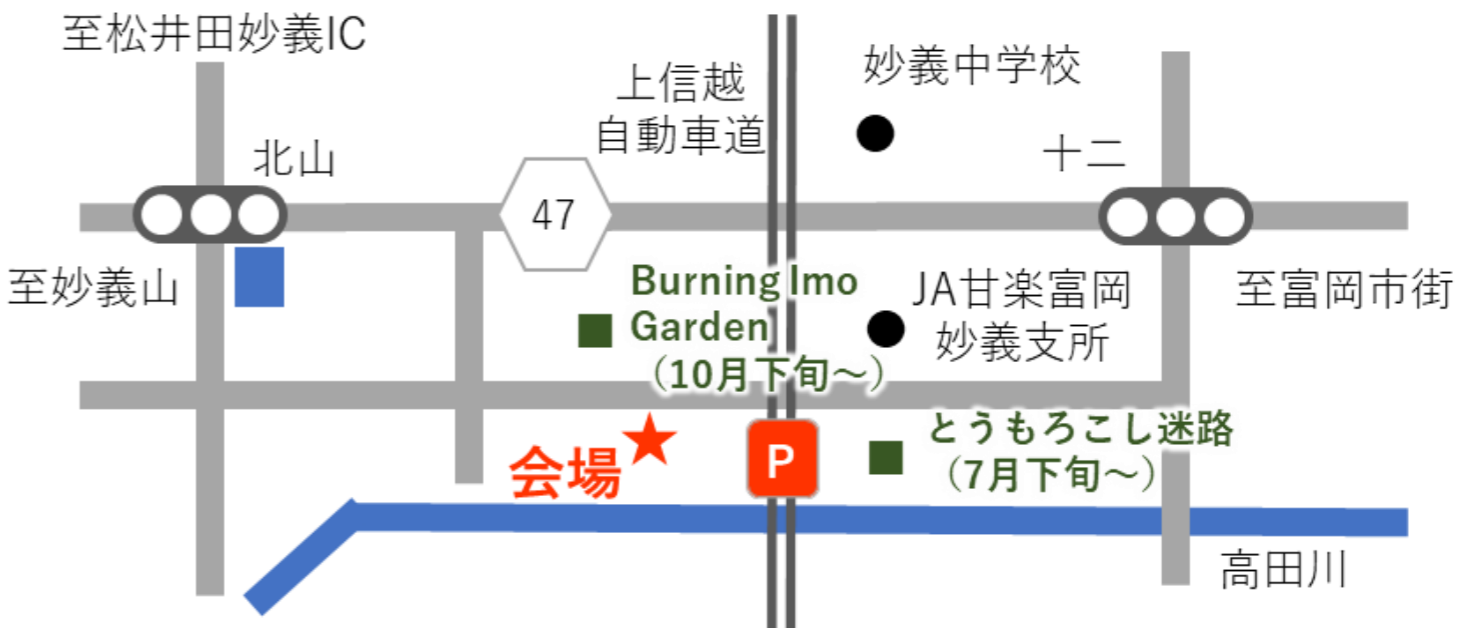 至松井田妙義IC
上信越
自動車道
妙義中学校
北山
十二
47
至妙義山
Burning Imo
Garden
（10月下旬～）
JA甘楽富岡
妙義支所
至富岡市街
会場
P
とうもろこし迷路
（7月下旬～）
高田川